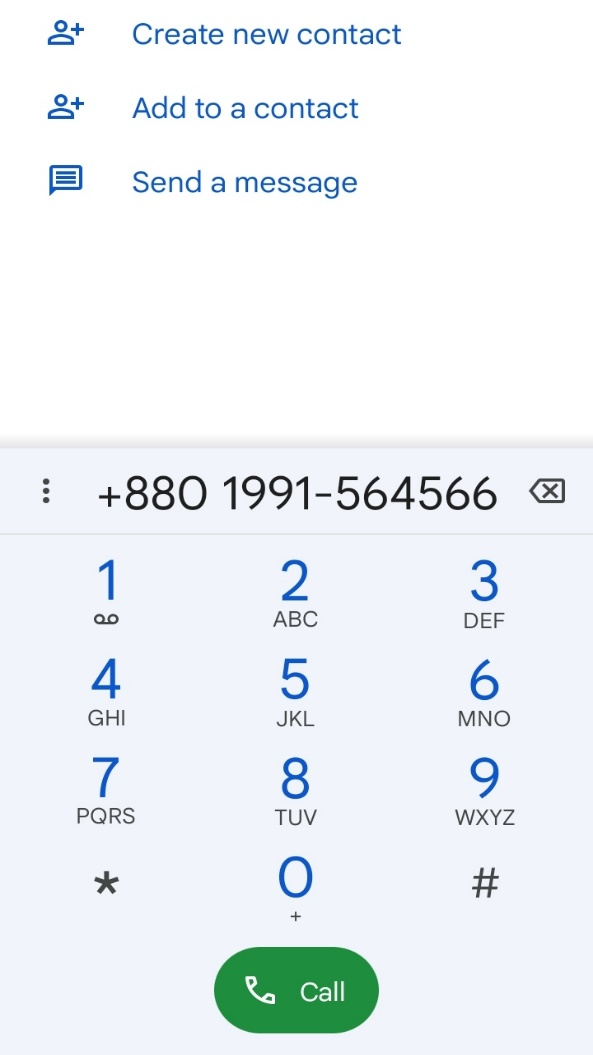 Create new contact
Add to a contact
Send a message
+880 1991-564566
1 2 3
ABC DEF
4 5 6
GHI JKL MNO
7 8 9
PQRS TUV WXYZ
* 0 #
+
Call